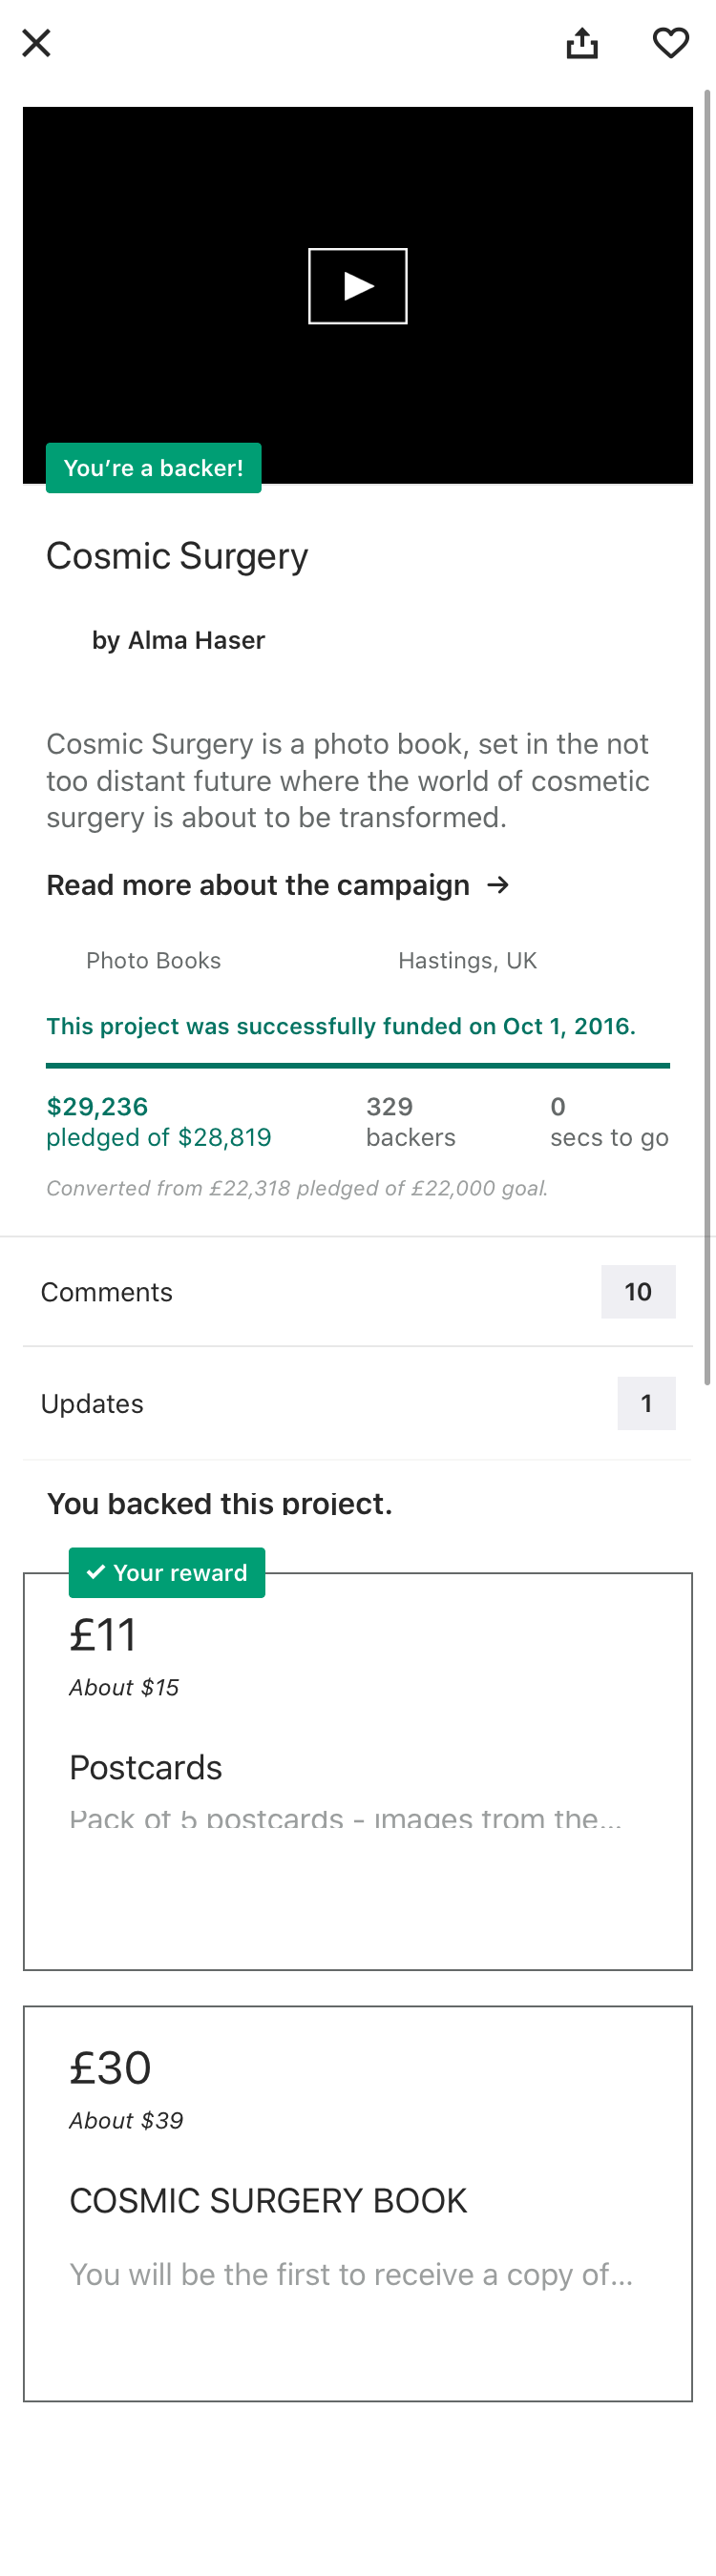 You’re a backer!
Cosmic Surgery
by Alma Haser
Cosmic Surgery is a photo book, set in the not
too distant future where the world of cosmetic
surgery is about to be transformed.
Read more about the campaign →
Photo Books Hastings, UK
This project was successfully funded on Oct 1, 2016.
$29,236 329 0
pledged of $28,819 backers secs to go
Converted from £22,318 pledged of £22,000 goal.
Comments 10
Updates 1
You backed this project.
✓ Your reward
£11
About $15
Postcards
Pack of 5 postcards - images from the...
£30
About $39
COSMIC SURGERY BOOK
You will be the first to receive a copy of...